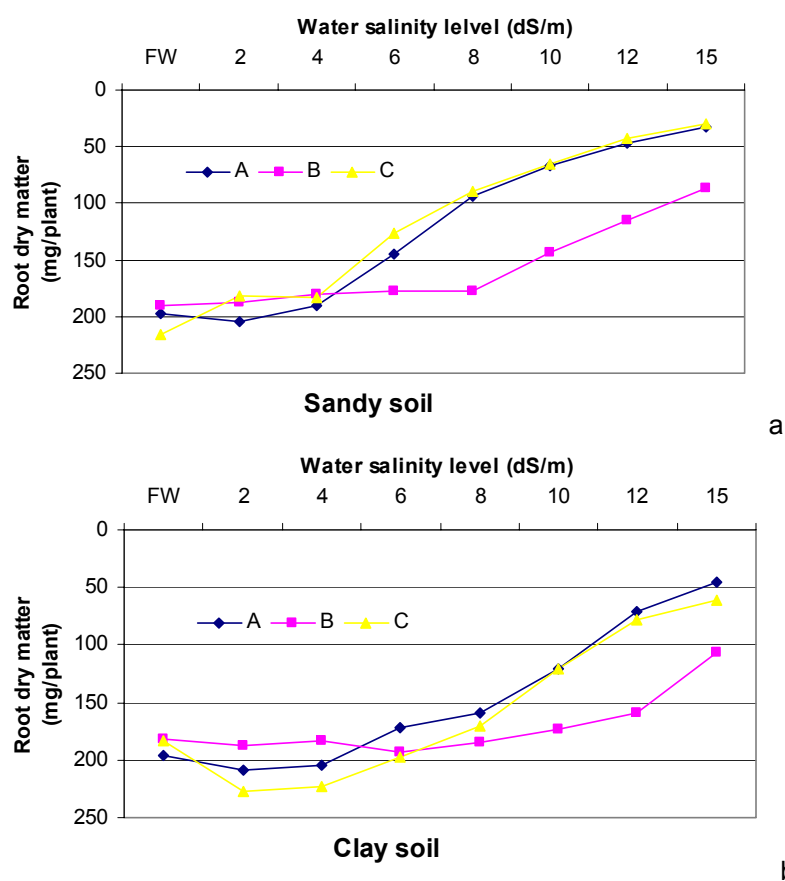 Water salinity lelvel (dS/m)
FW 2 4 6 8 10 12 15
0
50
100
150
200
250
Root dry matter
(mg/plant)
A B C
Sandy soil
a
Water salinity level (dS/m)
FW 2 4 6 8 10 12 15
0
50
100
150
200
250
Root dry matter
(mg/plant)
A B C
Clay soil
b